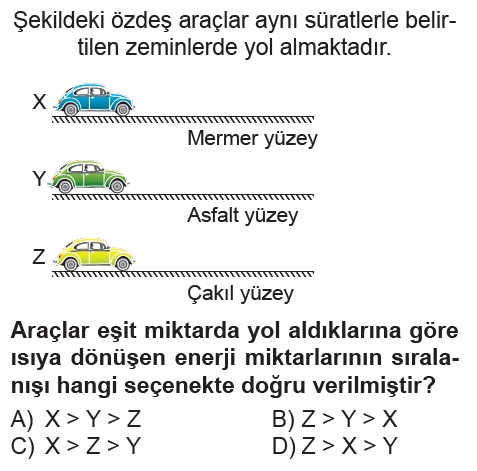 Şekildeki özdeş araçlar aynı süratlerle belir-
tilen zeminlerde yol almaktadır.
X
Mermer yüzey
Y
Asfalt yüzey
Z
Çakıl yüzey
Araçlar eşit miktarda yol aldıklarına göre
ısıya dönüşen enerji miktarlarının sırala-
nışı hangi seçenekte doğru verilmiştir?
A) X > Y > Z B) Z > Y > X
C) X > Z > Y D) Z > X > Y